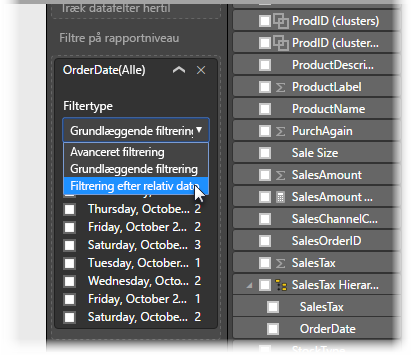 Træk datafelter hertil
Filtre på rapportniveau
OrderDate(Alle)
Filtertype
Grundlæggende filtrering
Avanceret filtrering
Grundlæggende filtrering
Filtrering efter relativ dato
Thursday, Octobe... 2
Friday, October 2... 2
Saturday, Octobe... 3
Tuesday, October... 1
Wednesday, Octo... 2
Friday, October 2... 1
Saturday, Octobe... 2
ProdID (clusters)
ProdID (cluster...
ProductDescri...
ProductLabel
ProductName
PurchAgain
Sale Size
SalesAmount
SalesAmount ...
SalesChannelC...
SalesOrderID
SalesTax
SalesTax Hierar...
SalesTax
OrderDate